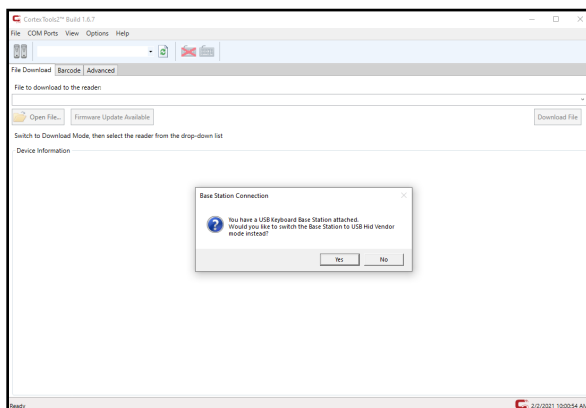 CortexTools2™ Build 1.6.7
File COM Ports View Options Help
File Download Barcode Advanced
File to download to the reader:
Open File... Firmware Update Available Download File
Switch to Download Mode, then select the reader from the drop-down list
Device Information
Base Station Connection
You have a USB Keyboard Base Station attached.
Would you like to switch the Base Station to USB Hid Vendor
mode instead?
Yes No
Ready 2/2/2021 10:00:54 AM